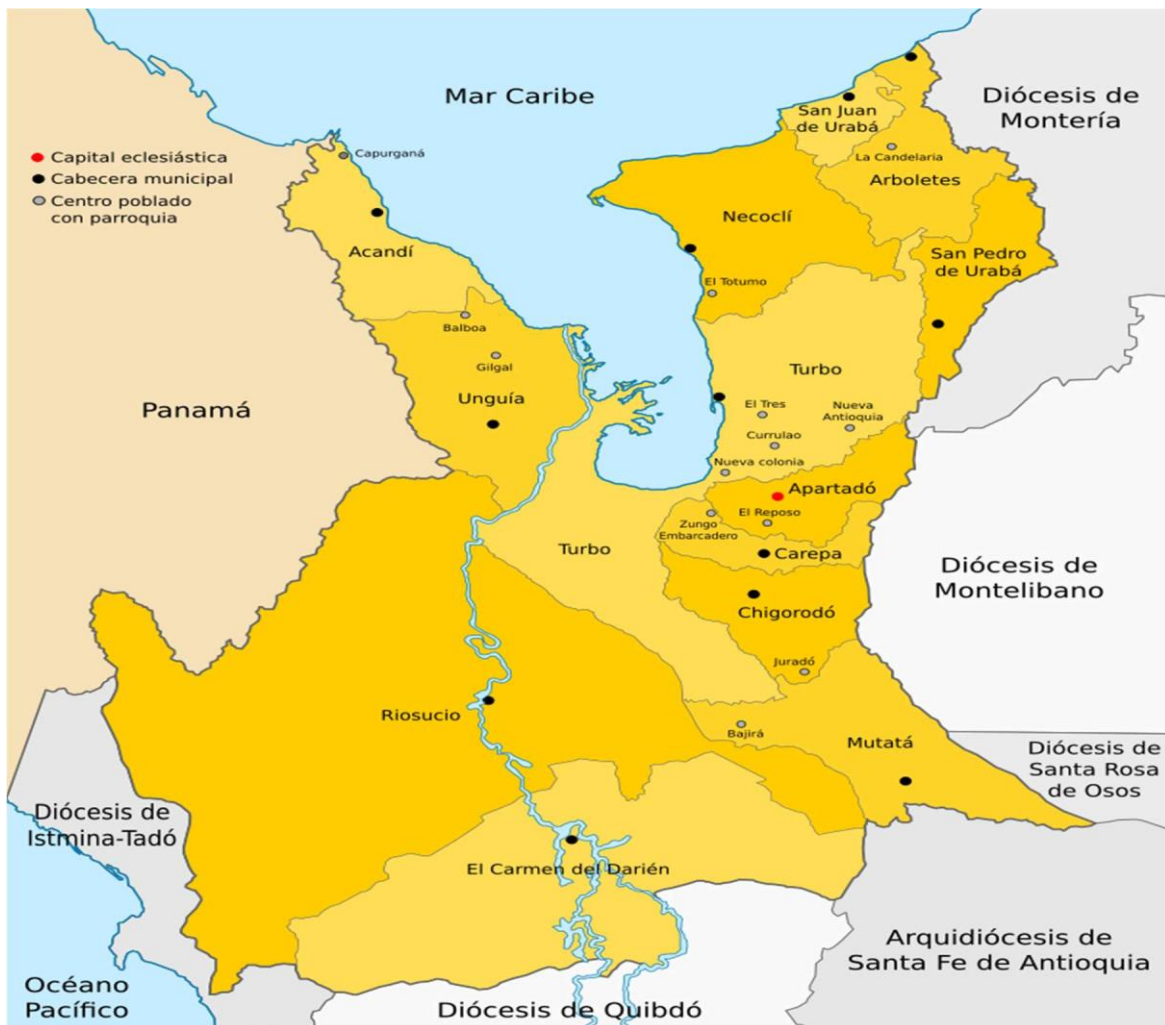 Mar Caribe
Diócesis de
Montería
San Juan
de Urabá
La Candelaria
Arboletes
Capital eclesiástica
Cabecera municipal
Centro poblado
con parroquia
Capurganá
Acandí
Necoclí
San Pedro
de Urabá
El Totumo
Balboa
Gilgal
Unguía
Panamá
Turbo
El Tres
Nueva
Antioquia
Currulao
Nueva colonia
Apartadó
El Reposo
Zungo
Embarcadero
Carepa
Turbo
Diócesis de
Montelibano
Chigorodó
Juradó
Riosucio
Bajirá
Mutatá
Diócesis de
Santa Rosa
de Osos
Diócesis de
Istmina-Tadó
El Carmen del Darién
Arquidiócesis de
Santa Fe de Antioquia
Océano
Pacífico
Diócesis de Quibdó